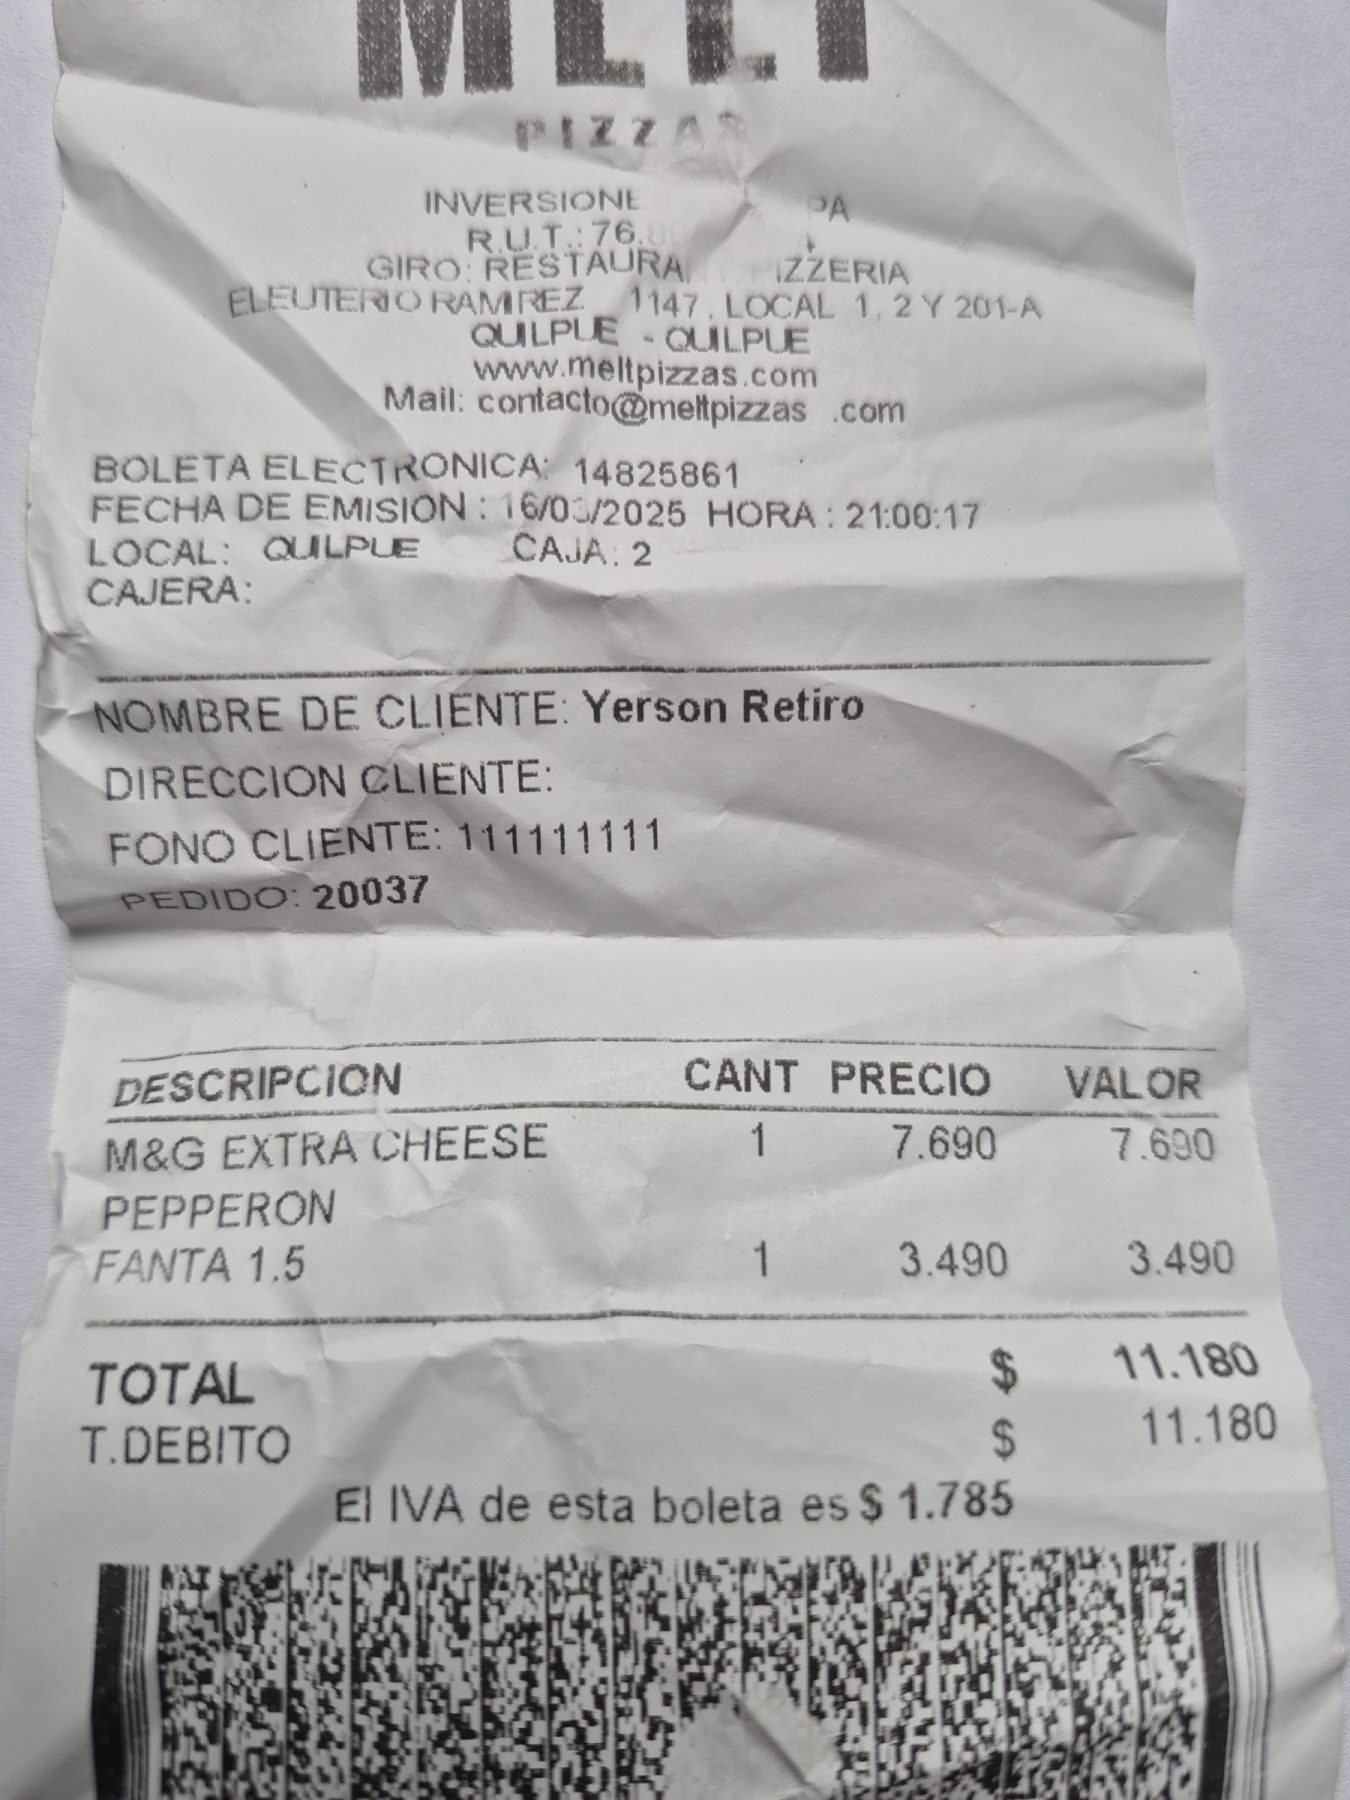 MELT
PIZZAS
INVERSIONE PA
R.U.T.: 76.8
GIRO: RESTAURAN PIZZERIA
ELEUTERIO RAMIREZ 1147, LOCAL 1, 2 Y 201-A
QUILPUE - QUILPUE
www.meltpizzas.com
Mail: contacto@meltpizzas .com
BOLETA ELECTRONICA: 14825861
FECHA DE EMISION : HORA : 21:00:17
LOCAL: QUILPUE CAJA: 2
CAJERA:
NOMBRE DE CLIENTE: Yerson Retiro
DIRECCION CLIENTE:
FONO CLIENTE: 111111111
PEDIDO: 20037
DESCRIPCION CANT PRECIO VALOR
M&G EXTRA CHEESE 1 7.690 7.690
PEPPERON
FANTA 1.5 1 3.490 3.490
TOTAL $ 11.180
T.DEBITO $ 11.180
El IVA de esta boleta es $ 1.785